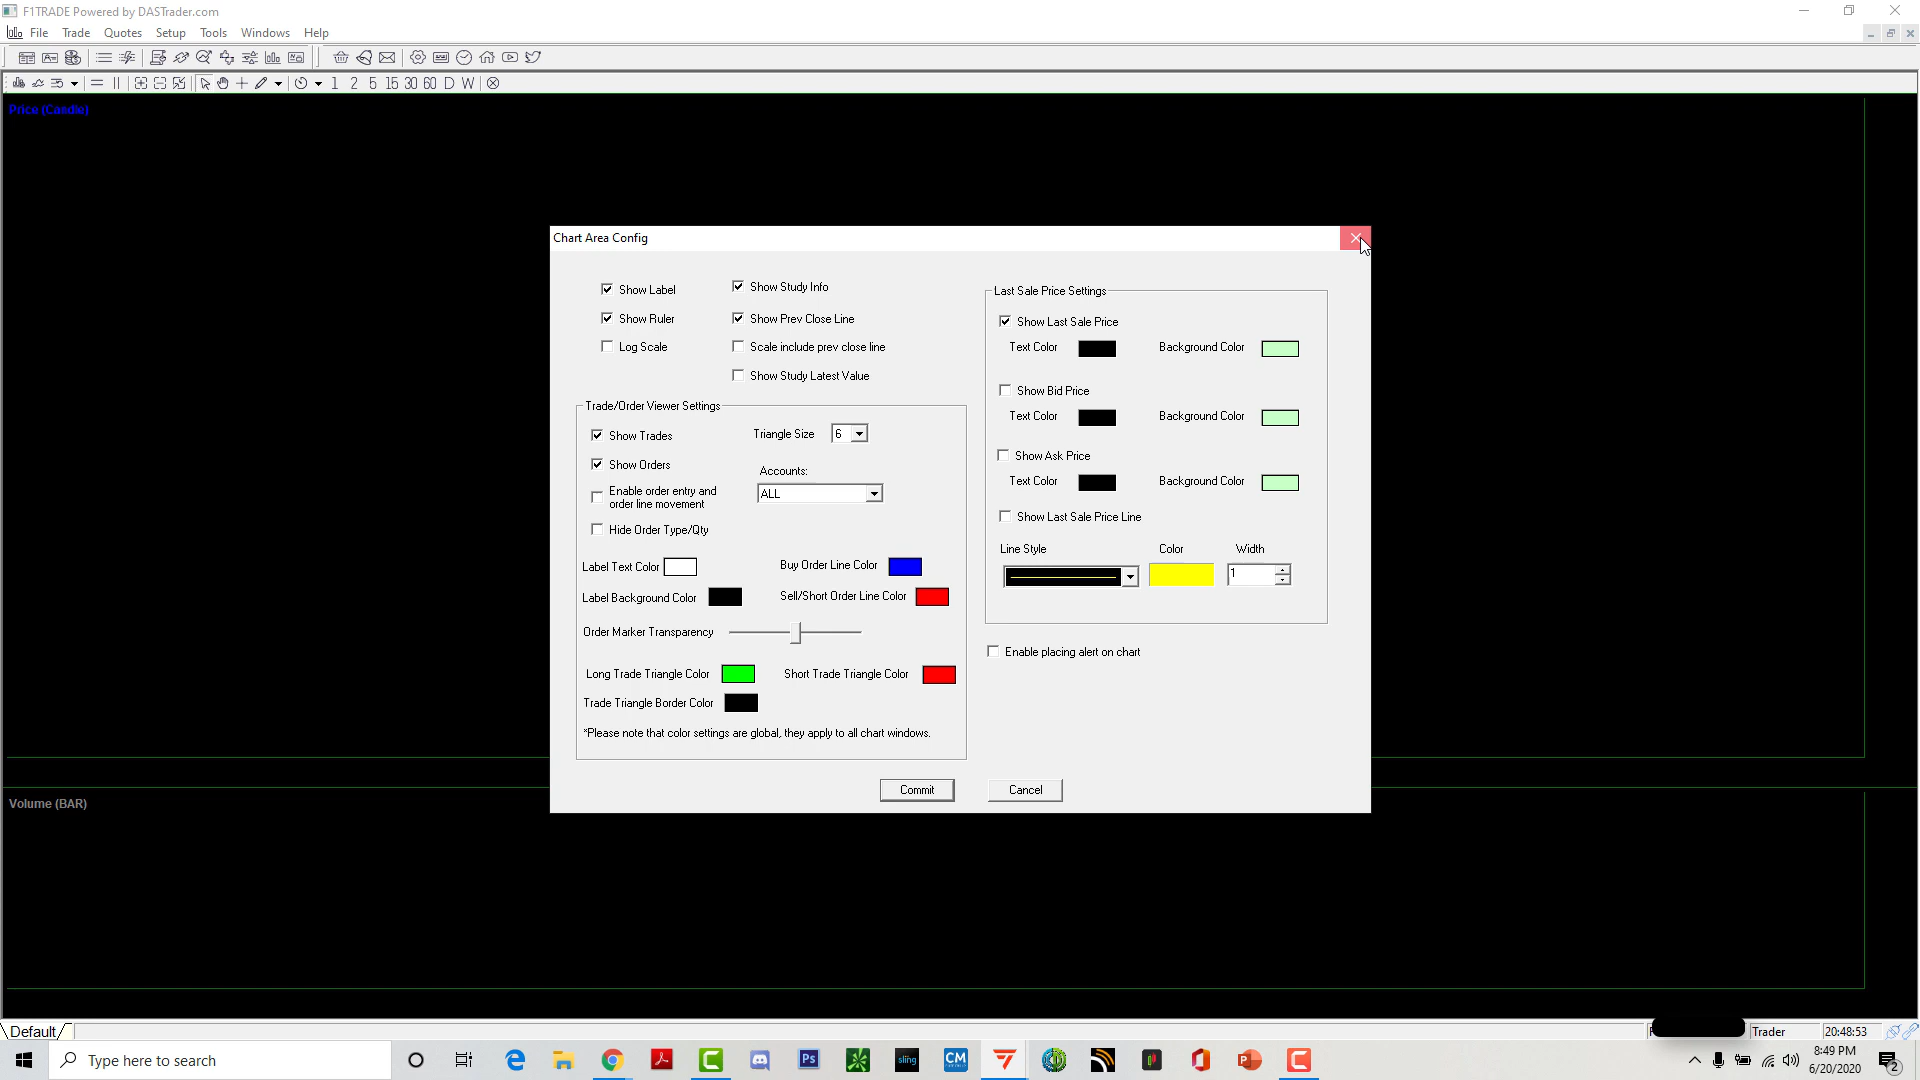 F1TRADE Powered by DASTrader.com
File Trade Quotes Setup Tools Windows Help
1 2 5 15 30 60 D W
Price (Candle)
Chart Area Config
Show Label
Show Study Info
Show Ruler
Show Prev Close Line
Log Scale
Scale include prev close line
Show Study Latest Value
Trade/Order Viewer Settings
Show Trades
Triangle Size 6
Show Orders
Accounts:
Enable order entry and
order line movement
ALL
Hide Order Type/Qty
Label Text Color
Buy Order Line Color
Label Background Color
Sell/Short Order Line Color
Order Marker Transparency
Long Trade Triangle Color
Short Trade Triangle Color
Trade Triangle Border Color
*Please note that color settings are global, they apply to all chart windows.
Last Sale Price Settings
Show Last Sale Price
Text Color
Background Color
Show Bid Price
Text Color
Background Color
Show Ask Price
Text Color
Background Color
Show Last Sale Price Line
Line Style Color Width
1
Enable placing alert on chart
Commit
Cancel
Volume (BAR)
Default
Trader
20:48:53
Type here to search
Ps
sling
CM
8:49 PM
6/20/2020
2